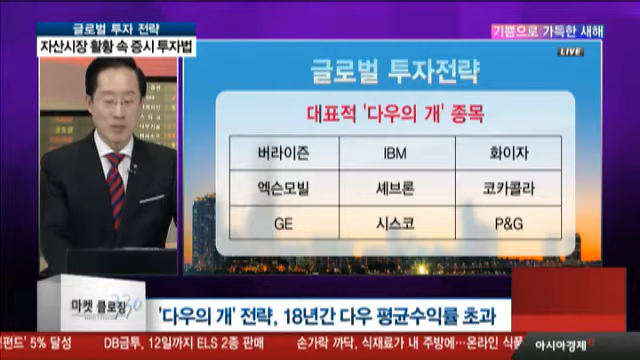 글로벌 투자 전략
자산시장 활황 속 증시 투자법
기쁨으로 가득한 새해
LIVE
글로벌 투자전략
대표적 '다우의 개' 종목
버라이즌 IBM 화이자
엑슨모빌 셰브론 코카콜라
GE 시스코 P&G
마켓 클로징 330
'다우의 개' 전략, 18년간 다우 평균수익률 초과
펀드' 5% 달성 DB금투, 12일까지 ELS 2종 판매 손가락 까닥, 식재료가 내 주방에…온라인 식품
아시아경제